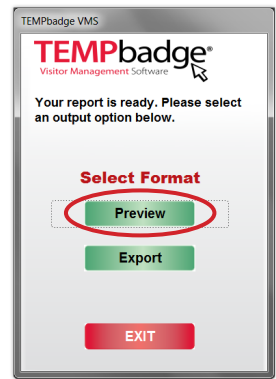 TEMPbadge VMS
TEMPbadge®
Visitor Management Software
Your report is ready. Please select
an output option below.
Select Format
Preview
Export
EXIT